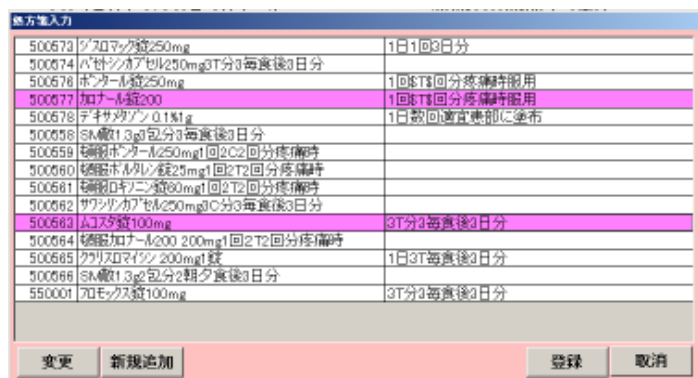 処方箋入力
500573 ジスロマック錠250mg 1日1回3日分
500574 パセトシンカプセル250mg3T分3毎食後3日分
500576 ポンタール錠250mg 1回$T$回分疼痛時服用
500577 カロナール錠200 1回$T$回分疼痛時服用
500578 デキサメタゾン 0.1%1g 1日数回適宜患部に塗布
500558 SM散1.3g3包分3毎食後3日分
500559 頓服ポンタール250mg1回2C2回分疼痛時
500560 頓服ボルタレン錠25mg1回2T2回分疼痛時
500561 頓服ロキソニン錠60mg1回2T2回分疼痛時
500562 サワシリンカプセル250mg3C分3毎食後3日分
500563 ムコスタ錠100mg 3T分3毎食後3日分
500564 頓服カロナール200 200mg1回2T2回分疼痛時
500565 クラリスロマイシン 200mg1錠 1日3T毎食後3日分
500566 SM散1.3g2包分2朝夕食後3日分
550001 フロモックス錠100mg 3T分3毎食後3日分
変更 新規追加 登録 取消